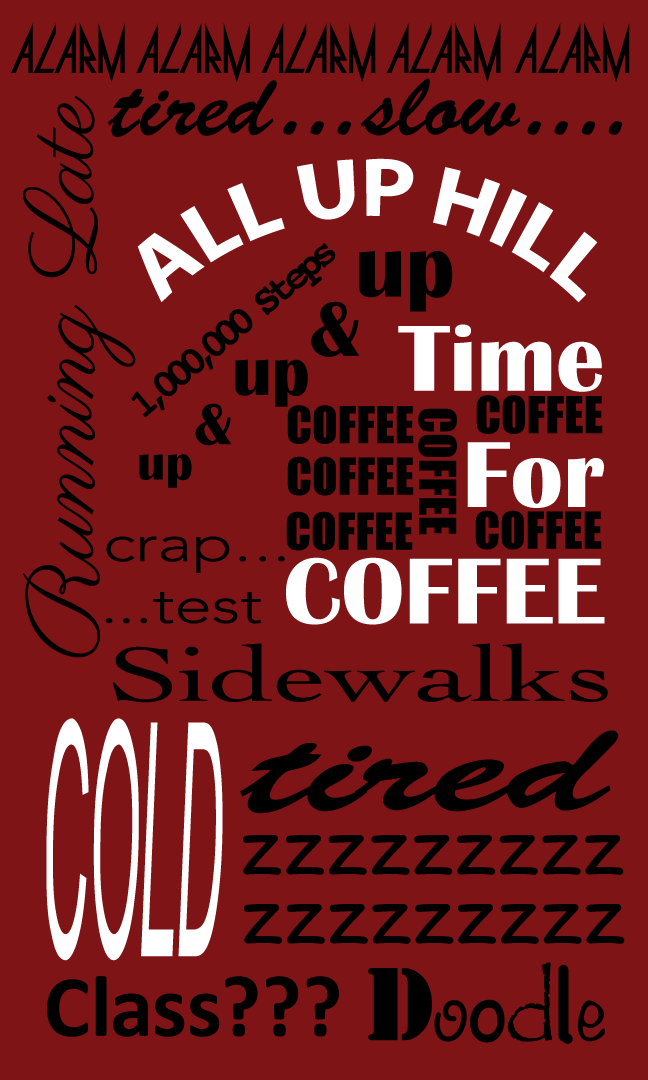 ALARM ALARM ALARM ALARM ALARM
tired...slow....
Running Late
ALL UP HILL
1,000,000 Steps
up & up & up
Time
COFFEE COFFEE COFFEE
COFFEE
For
COFFEE COFFEE
COFFEE
crap...
...test
Sidewalks
COLD
tired
zzzzzzzzz
zzzzzzzzz
Class???
Doodle